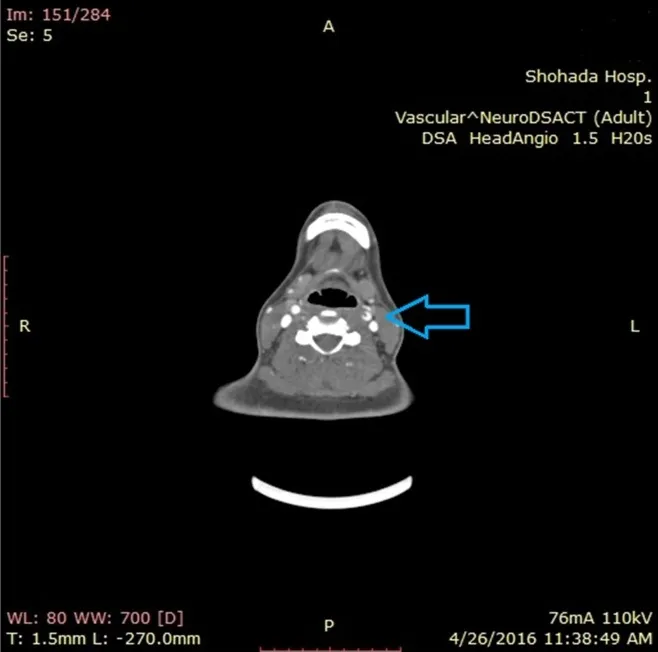 Im: 151/284
Se: 5
A
Shohada Hosp.
1
Vascular^NeuroDSACT (Adult)
DSA HeadAngio 1.5 H20s
R
L
WL: 80 WW: 700 [D]
T: 1.5mm L: -270.0mm
P
76mA 110kV
4/26/2016 11:38:49 AM